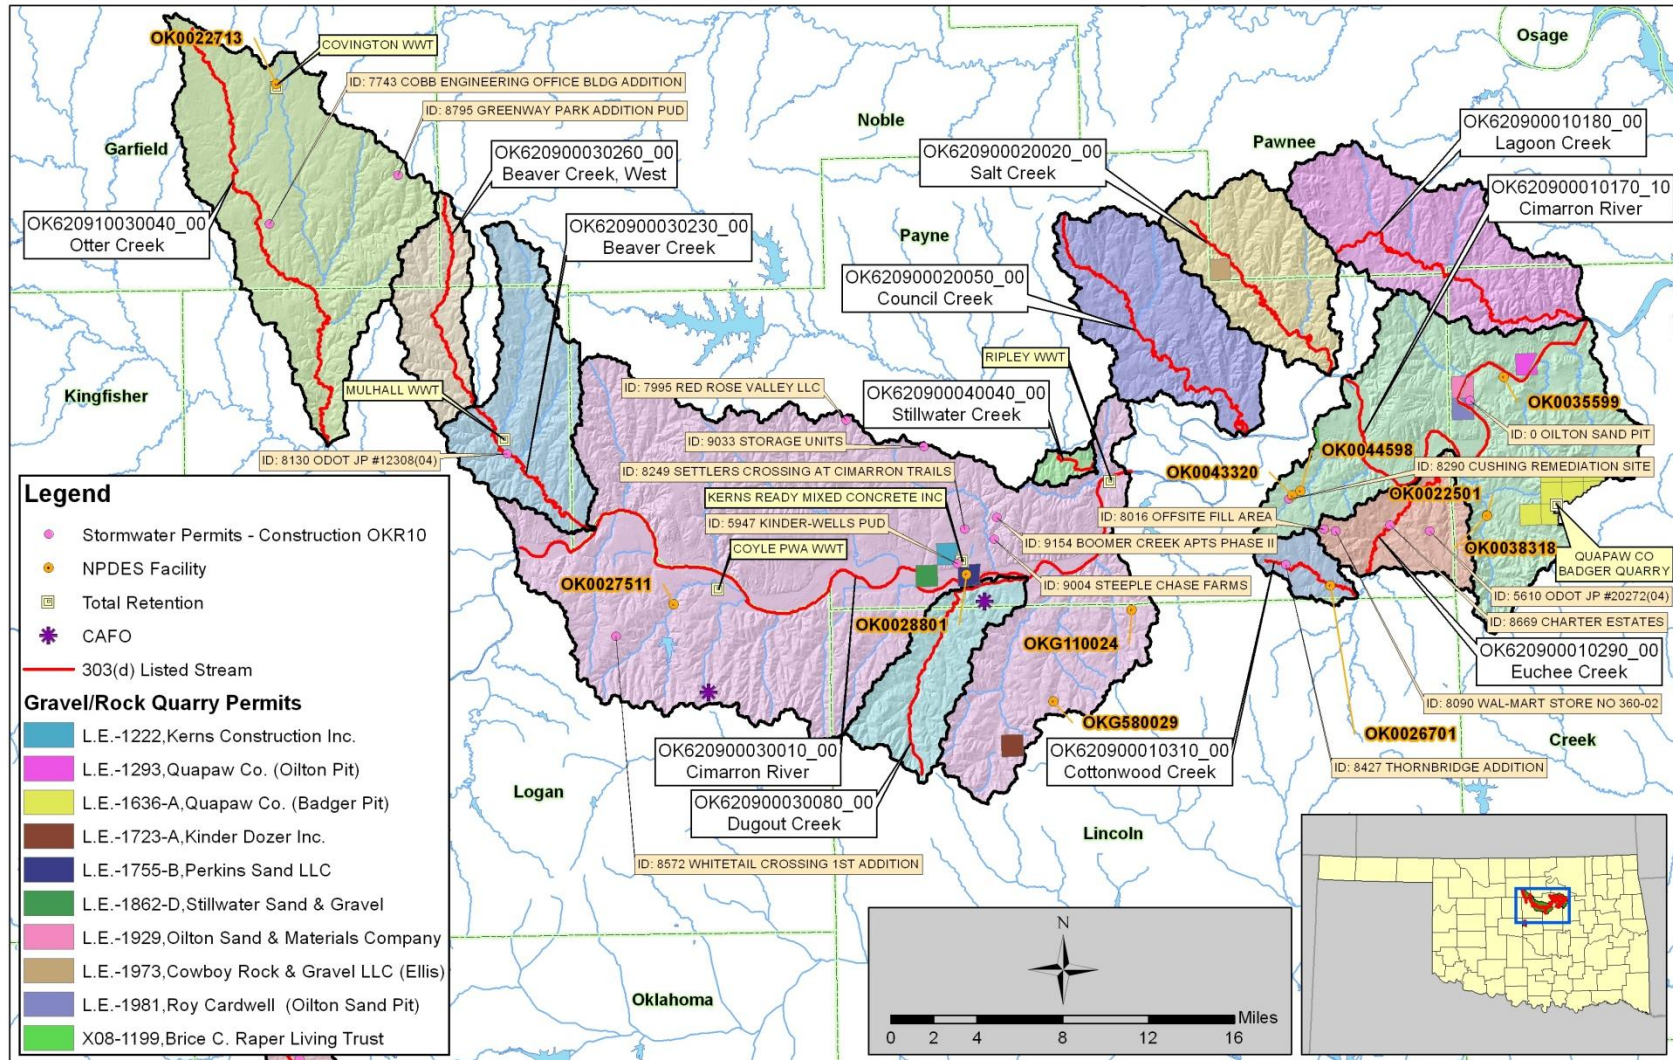 OK0022713
COVINGTON WWT
ID: 7743 COBB ENGINEERING OFFICE BLDG ADDITION
ID: 8795 GREENWAY PARK ADDITION PUD
Garfield
Noble
Osage
Pawnee
OK620900030260_00
Beaver Creek, West
OK620900020020_00
Salt Creek
OK620900010180_00
Lagoon Creek
OK620900010170_10
Cimarron River
OK620910030040_00
Otter Creek
OK620900030230_00
Beaver Creek
Payne
OK620900020050_00
Council Creek
Kingfisher
MULHALL WWT
RIPLEY WWT
ID: 7995 RED ROSE VALLEY LLC
OK620900040040_00
Stillwater Creek
OK0035599
ID: 0 OILTON SAND PIT
ID: 9033 STORAGE UNITS
ID: 8130 ODOT JP #12308(04)
ID: 8249 SETTLERS CROSSING AT CIMARRON TRAILS
OK0044598
OK0043320
ID: 8290 CUSHING REMEDIATION SITE
OK0022501
KERNS READY MIXED CONCRETE INC
ID: 5947 KINDER-WELLS PUD
ID: 8016 OFFSITE FILL AREA
ID: 9154 BOOMER CREEK APTS PHASE II
OK0038318
COYLE PWA WWT
QUAPAW CO
BADGER QUARRY
OK0027511
ID: 9004 STEEPLE CHASE FARMS
ID: 5610 ODOT JP #20272(04)
OK0028801
ID: 8669 CHARTER ESTATES
OKG110024
OK620900010290_00
Euchee Creek
ID: 8090 WAL-MART STORE NO 360-02
OKG580029
OK0026701
Creek
OK620900030010_00
Cimarron River
OK620900010310_00
Cottonwood Creek
ID: 8427 THORNBRIDGE ADDITION
Logan
OK620900030080_00
Dugout Creek
Lincoln
ID: 8572 WHITETAIL CROSSING 1ST ADDITION
Oklahoma
Legend
Stormwater Permits - Construction OKR10
NPDES Facility
Total Retention
CAFO
303(d) Listed Stream
Gravel/Rock Quarry Permits
L.E.-1222,Kerns Construction Inc.
L.E.-1293,Quapaw Co. (Oilton Pit)
L.E.-1636-A,Quapaw Co. (Badger Pit)
L.E.-1723-A,Kinder Dozer Inc.
L.E.-1755-B,Perkins Sand LLC
L.E.-1862-D,Stillwater Sand & Gravel
L.E.-1929,Oilton Sand & Materials Company
L.E.-1973,Cowboy Rock & Gravel LLC (Ellis)
L.E.-1981,Roy Cardwell (Oilton Sand Pit)
X08-1199,Brice C. Raper Living Trust
N
Miles
0 2 4 8 12 16